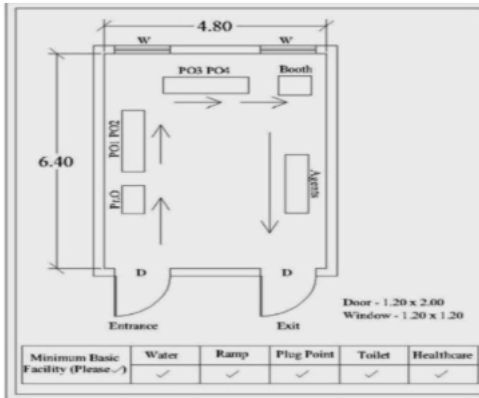 4.80
W W
PO3 PO4 Booth
PO1 PO2
6.40
Agents
Pr.O
D D
Door - 1.20 x 2.00
Window - 1.20 x 1.20
Entrance Exit
Minimum Basic Facility (Please ✓) Water Ramp Plug Point Toilet Healthcare
✓ ✓ ✓ ✓ ✓